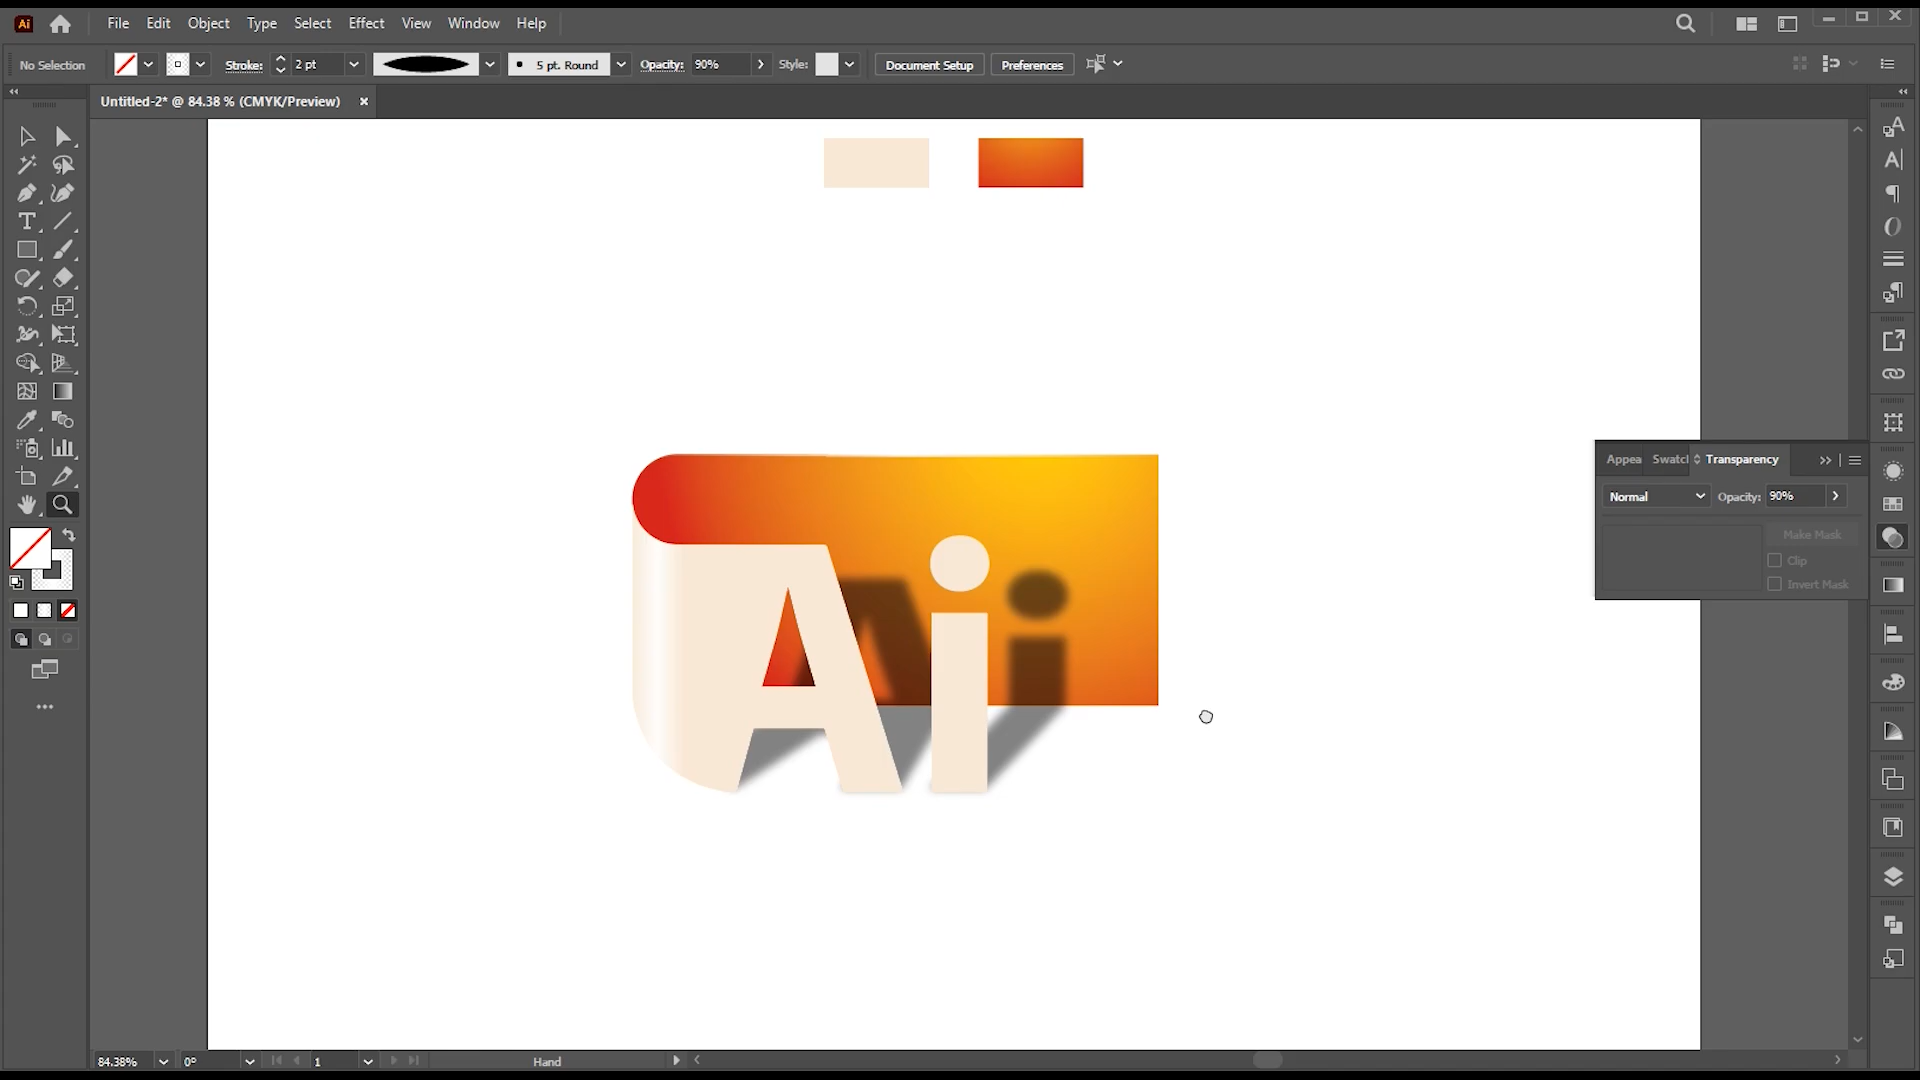 Ai
File Edit Object Type Select Effect View Window Help
No Selection Stroke: 2 pt 5 pt. Round Opacity: 90% Style: Document Setup Preferences
Untitled-2* @ 84.38 % (CMYK/Preview)
Appea Swatcl Transparency
Normal Opacity: 90%
Make Mask
Clip
Invert Mask
Ai
84.38% 0° 1 Hand